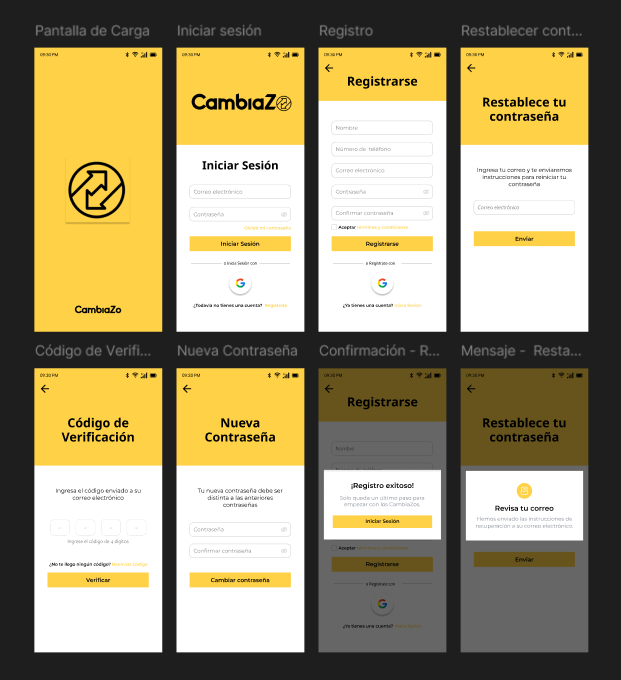 Pantalla de Carga
09:30 PM
CambiaZo
Iniciar sesión
09:30 PM
CambiaZ
Iniciar Sesión
Correo electrónico
Contraseña
Iniciar Sesión
o Inicia Sesión con
¿Todavía no tienes una cuenta? Regístrate
Registro
09:30 PM
Registrarse
Nombre
Número de teléfono
Correo electrónico
Contraseña
Confirmar contraseña
Aceptar términos y condiciones
Registrarse
o Regístrate con
¿Ya tienes una cuenta?
Restablecer cont...
09:30 PM
Restablece tu
contraseña
Ingresa tu correo y te enviaremos
instrucciones para reiniciar tu
contraseña
Correo electrónico
Enviar
Código de Verifi...
09:30 PM
Código de
Verificación
Ingresa el código enviado a su
correo electrónico
Ingrese el código de 4 dígitos
¿No te llega ningún código? Reenviar código
Verificar
Nueva Contraseña
09:30 PM
Nueva
Contraseña
Tu nueva contraseña debe ser
distinta a las anteriores
contraseñas
Contraseña
Confirmar contraseña
Cambiar contraseña
Confirmación - R...
09:30 PM
Registrarse
Nombre
¡Registro exitoso!
Solo queda un último paso para
empezar con los CambiaZos.
Iniciar Sesión
Aceptar términos y condiciones
Registrarse
o Regístrate con
¿Ya tienes una cuenta?
Mensaje - Resta...
09:30 PM
Restablece tu
contraseña
Revisa tu correo
Hemos enviado las instrucciones de
recuperación a su correo electrónico.
Enviar